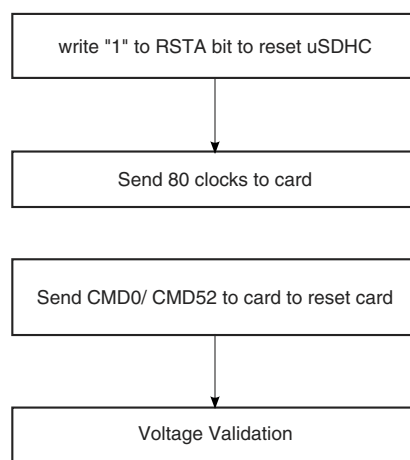 write "1" to RSTA bit to reset uSDHC
Send 80 clocks to card
Send CMD0/ CMD52 to card to reset card
Voltage Validation